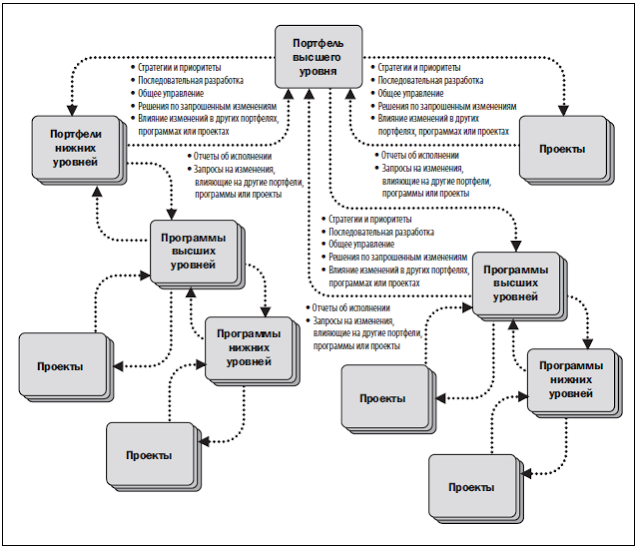 Портфель
высшего
уровня
• Стратегии и приоритеты
• Последовательная разработка
• Общее управление
• Решения по запрошенным изменениям
• Влияние изменений в других портфелях,
программах или проектах
• Стратегии и приоритеты
• Последовательная разработка
• Общее управление
• Решения по запрошенным изменениям
• Влияние изменений в других
портфелях, программах или проектах
Портфели
нижних
уровней
Проекты
• Отчеты об исполнении
• Запросы на изменения,
влияющие на другие портфели,
программы или проекты
• Отчеты об исполнении
• Запросы на изменения,
влияющие на другие портфели,
программы или проекты
Программы
высших
уровней
• Стратегии и приоритеты
• Последовательная разработка
• Общее управление
• Решения по запрошенным изменениям
• Влияние изменений в других портфелях,
программах или проектах
Программы
высших
уровней
• Отчеты об исполнении
• Запросы на изменения,
влияющие на другие портфели,
программы или проекты
Проекты
Программы
нижних
уровней
Проекты
Программы
нижних
уровней
Проекты
Проекты